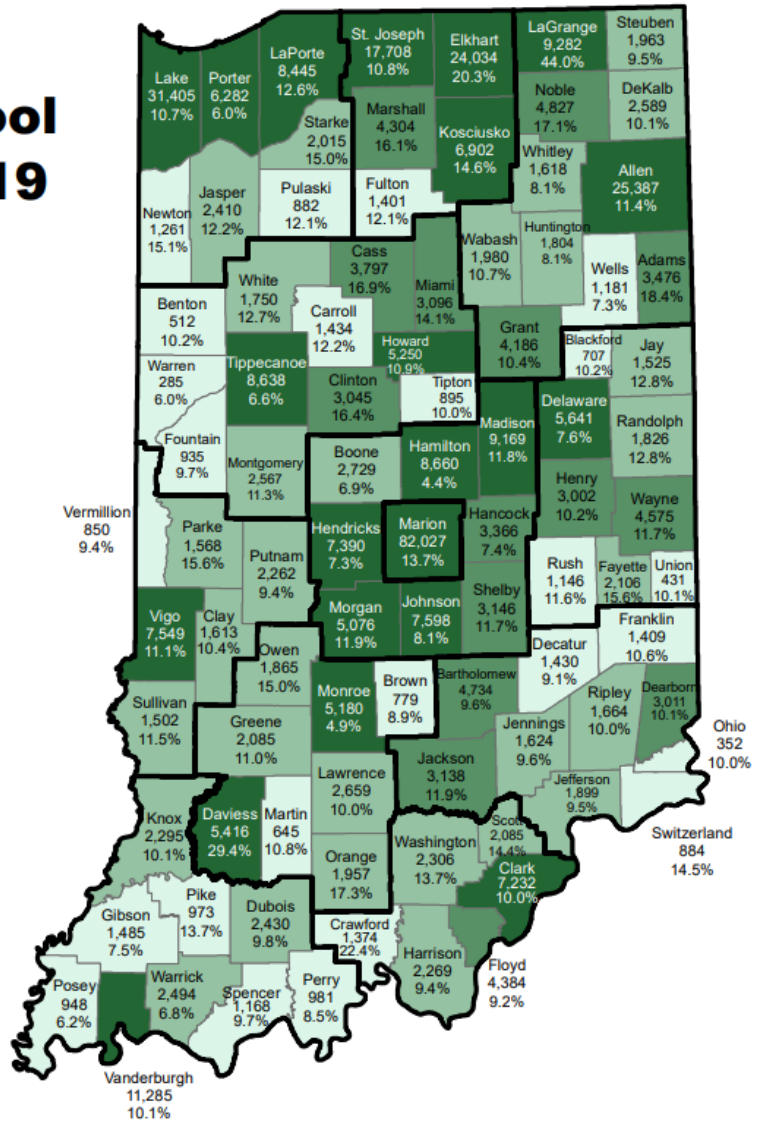 ool
19
Lake
31,405
10.7%
Porter
6,282
6.0%
LaPorte
8,445
12.6%
St. Joseph
17,708
10.8%
Elkhart
24,034
20.3%
LaGrange
9,282
44.0%
Steuben
1,963
9.5%
Noble
4,827
17.1%
DeKalb
2,589
10.1%
Starke
2,015
15.0%
Marshall
4,304
16.1%
Kosciusko
6,902
14.6%
Whitley
1,618
8.1%
Allen
25,387
11.4%
Newton
1,261
15.1%
Jasper
2,410
12.2%
Pulaski
882
12.1%
Fulton
1,401
12.1%
Wabash
1,980
10.7%
Huntington
1,804
8.1%
Wells
1,181
7.3%
Adams
3,476
18.4%
Benton
512
10.2%
White
1,750
12.7%
Cass
3,797
16.9%
Miami
3,096
14.1%
Carroll
1,434
12.2%
Howard
5,250
10.9%
Grant
4,186
10.4%
Blackford
707
10.2%
Jay
1,525
12.8%
Warren
285
6.0%
Tippecanoe
8,638
6.6%
Clinton
3,045
16.4%
Tipton
895
10.0%
Madison
9,169
11.8%
Delaware
5,641
7.6%
Randolph
1,826
12.8%
Fountain
935
9.7%
Montgomery
2,567
11.3%
Boone
2,729
6.9%
Hamilton
8,660
4.4%
Henry
3,002
10.2%
Wayne
4,575
11.7%
Vermillion
850
9.4%
Parke
1,568
15.6%
Putnam
2,262
9.4%
Hendricks
7,390
7.3%
Marion
82,027
13.7%
Hancock
3,366
7.4%
Rush
1,146
11.6%
Fayette
2,106
15.6%
Union
431
10.1%
Vigo
7,549
11.1%
Clay
1,613
10.4%
Morgan
5,076
11.9%
Johnson
7,598
8.1%
Shelby
3,146
11.7%
Franklin
1,409
10.6%
Decatur
1,430
9.1%
Owen
1,865
15.0%
Monroe
5,180
4.9%
Brown
779
8.9%
Bartholomew
4,734
9.6%
Ripley
1,664
10.0%
Dearborn
3,011
10.1%
Sullivan
1,502
11.5%
Greene
2,085
11.0%
Jennings
1,624
9.6%
Ohio
352
10.0%
Lawrence
2,659
10.0%
Jackson
3,138
11.9%
Jefferson
1,899
9.5%
Switzerland
884
14.5%
Knox
2,295
10.1%
Daviess
5,416
29.4%
Martin
645
10.8%
Orange
1,957
17.3%
Washington
2,306
13.7%
Scott
2,085
14.4%
Clark
7,232
10.0%
Gibson
1,485
7.5%
Pike
973
13.7%
Dubois
2,430
9.8%
Crawford
1,374
22.4%
Harrison
2,269
9.4%
Floyd
4,384
9.2%
Posey
948
6.2%
Warrick
2,494
6.8%
Spencer
1,168
9.7%
Perry
981
8.5%
Vanderburgh
11,285
10.1%